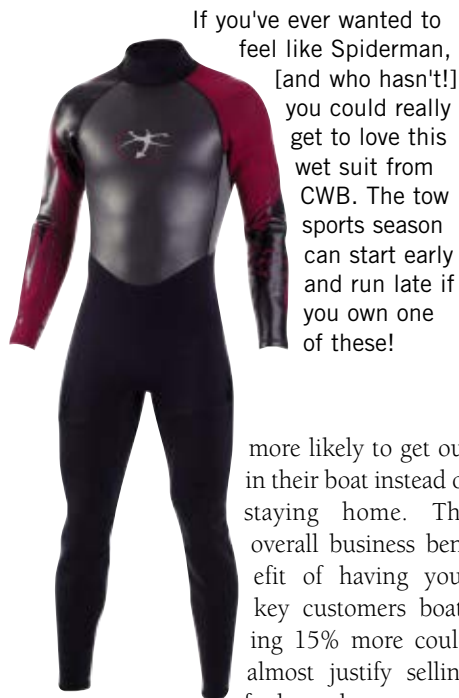 If you've ever wanted to
feel like Spiderman,
[and who hasn't!]
you could really
get to love this
wet suit from
CWB. The tow
sports season
can start early
and run late if
you own one
of these!
more likely to get ou
in their boat instead o
staying home. Th
overall business ben
efit of having you
key customers boat
ing 15% more coul
almost justify sellin